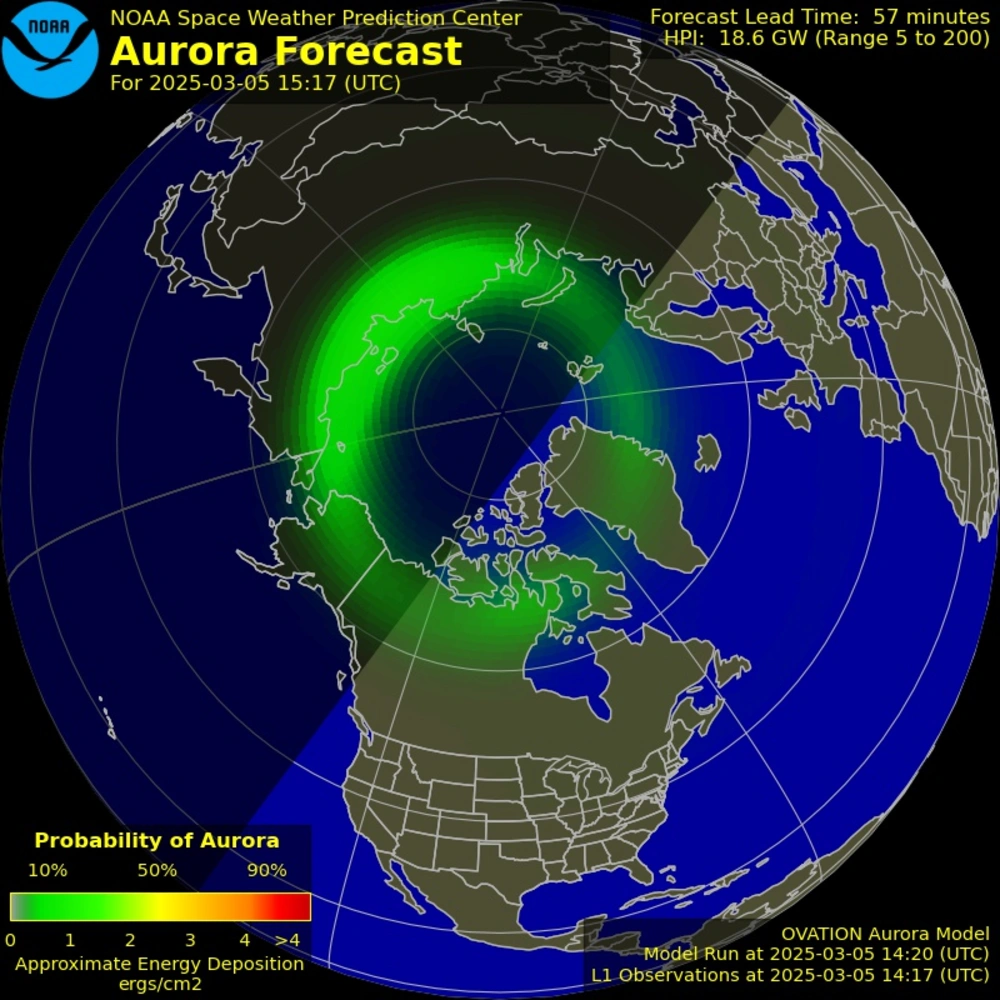 NOAA
NOAA Space Weather Prediction Center
Aurora Forecast
For 2025-03-05 15:17 (UTC)
Forecast Lead Time: 57 minutes
HPI: 18.6 GW (Range 5 to 200)
Probability of Aurora
10% 50% 90%
0 1 2 3 4 >4
Approximate Energy Deposition
ergs/cm2
OVATION Aurora Model
Model Run at 2025-03-05 14:20 (UTC)
L1 Observations at 2025-03-05 14:17 (UTC)